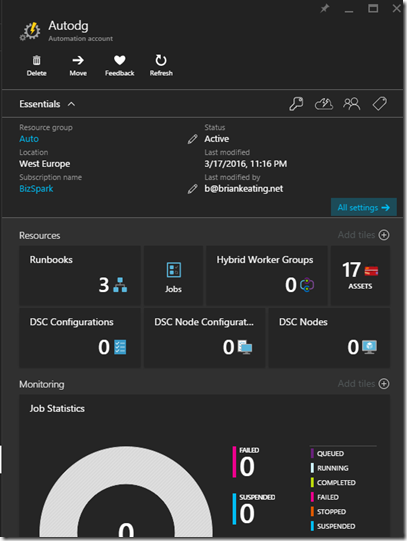 Autodg
Automation account
Delete
Move
Feedback
Refresh
Essentials
Resource group
Auto
Location
West Europe
Subscription name
BizSpark
Status
Active
Last modified
3/17/2016, 11:16 PM
Last modified by
b@briankeating.net
All settings
Resources
Add tiles
Runbooks
3
Jobs
Hybrid Worker Groups
0
17
ASSETS
DSC Configurations
0
DSC Node Configurat...
0
DSC Nodes
0
Monitoring
Add tiles
Job Statistics
0
FAILED
0
SUSPENDED
0
QUEUED
RUNNING
COMPLETED
FAILED
STOPPED
SUSPENDED